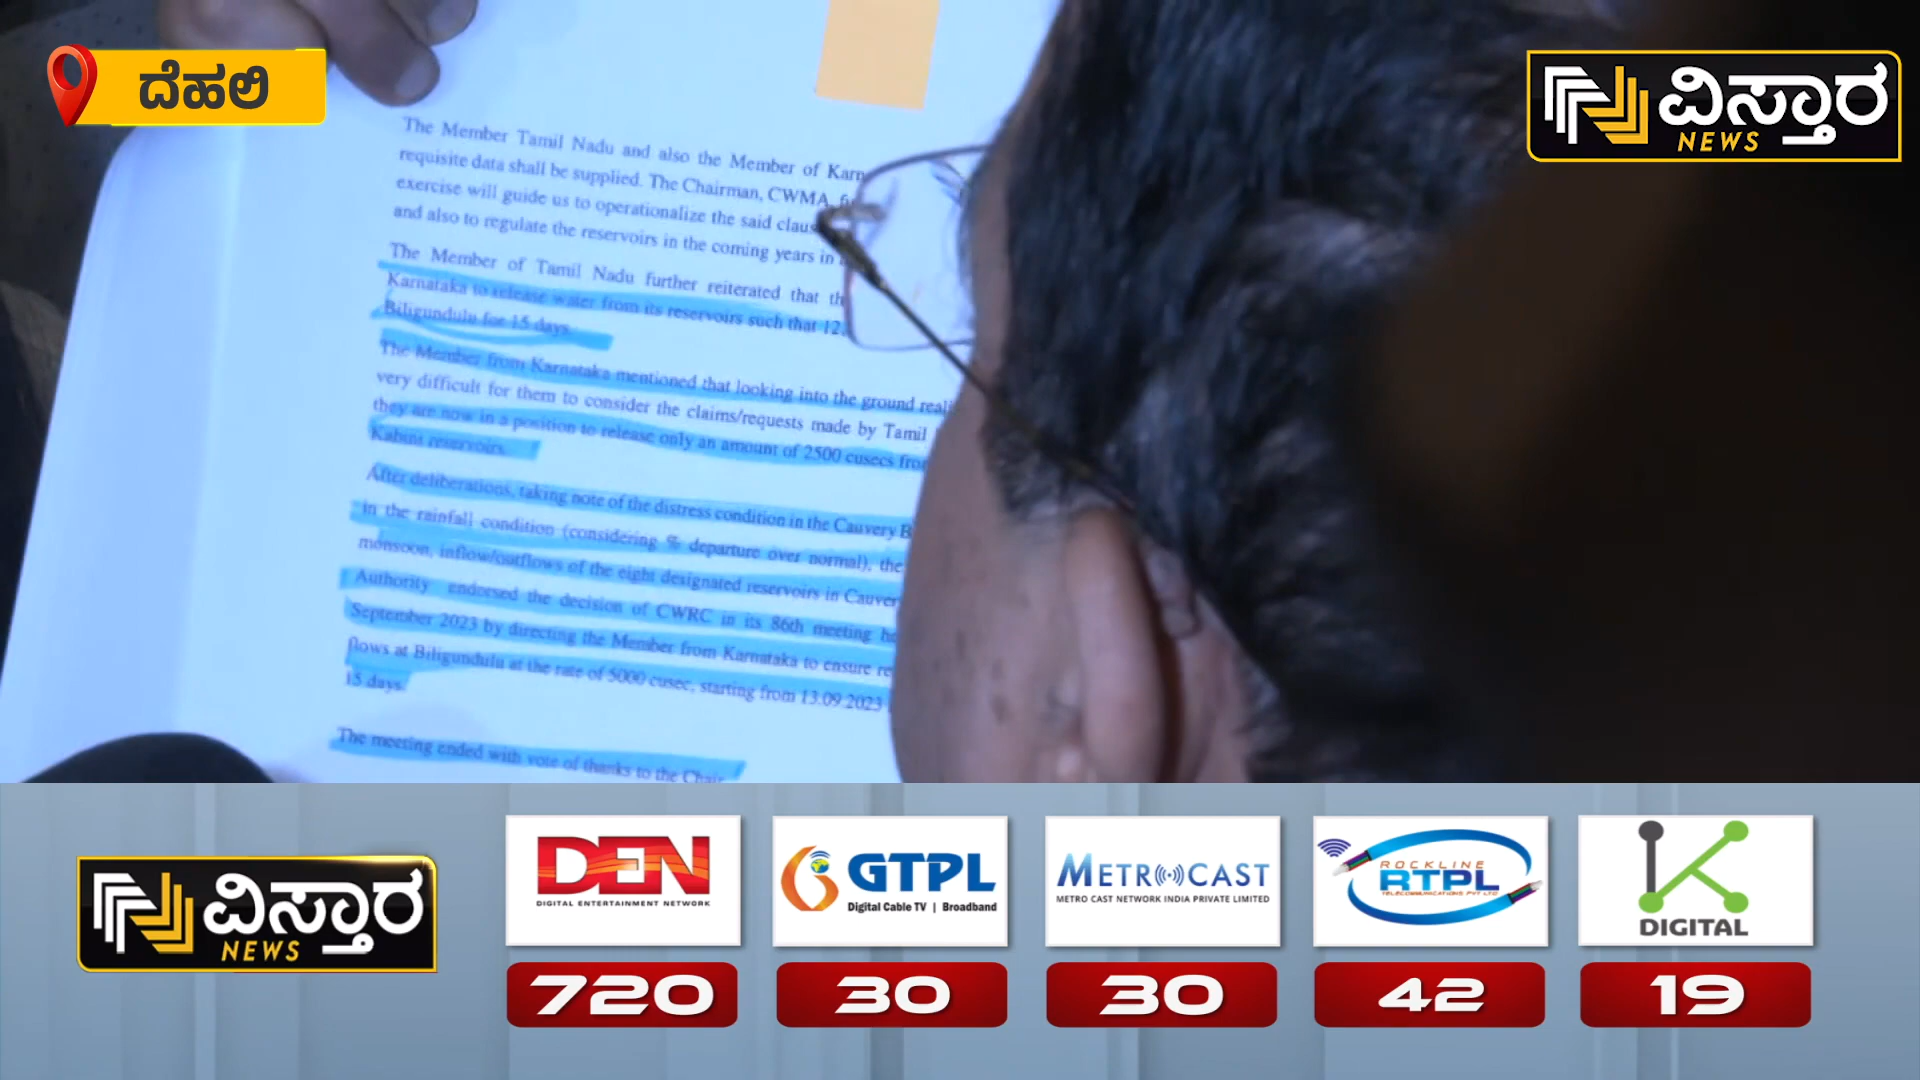 ದೆಹಲಿ
ವಿಸ್ತಾರ
NEWS
The Member Tamil Nadu and also the Member of Karn
requisite data shall be supplied. The Chairman, CWMA, fu
exercise will guide us to operationalize the said claus
and also to regulate the reservoirs in the coming years in
The Member of Tamil Nadu further reiterated that th
Karnataka to release water from its reservoirs such that 12
Biligundulu for 15 days.
The Member from Karnataka mentioned that looking into the ground reali
very difficult for them to consider the claims/requests made by Tamil
they are now in a position to release only an amount of 2500 cusecs from
Kabini reservoirs.
After deliberations, taking note of the distress condition in the Cauvery B
in the rainfall condition (considering % departure over normal), the
monsoon, inflow/outflows of the eight designated reservoirs in Cauver
Authority endorsed the decision of CWRC in its 86th meeting he
September 2023 by directing the Member from Karnataka to ensure re
flows at Biligundulu at the rate of 5000 cusec, starting from 13.09.2023
15 days.
The meeting ended with vote of thanks to the Chair.
ವಿಸ್ತಾರ
NEWS
DEN
DIGITAL ENTERTAINMENT NETWORK
720
GTPL
Digital Cable TV | Broadband
30
METROCAST
METRO CAST NETWORK INDIA PRIVATE LIMITED
30
ROCKLINE
RTPL
TELECOMMUNICATIONS PVT LTD
42
K
DIGITAL
19